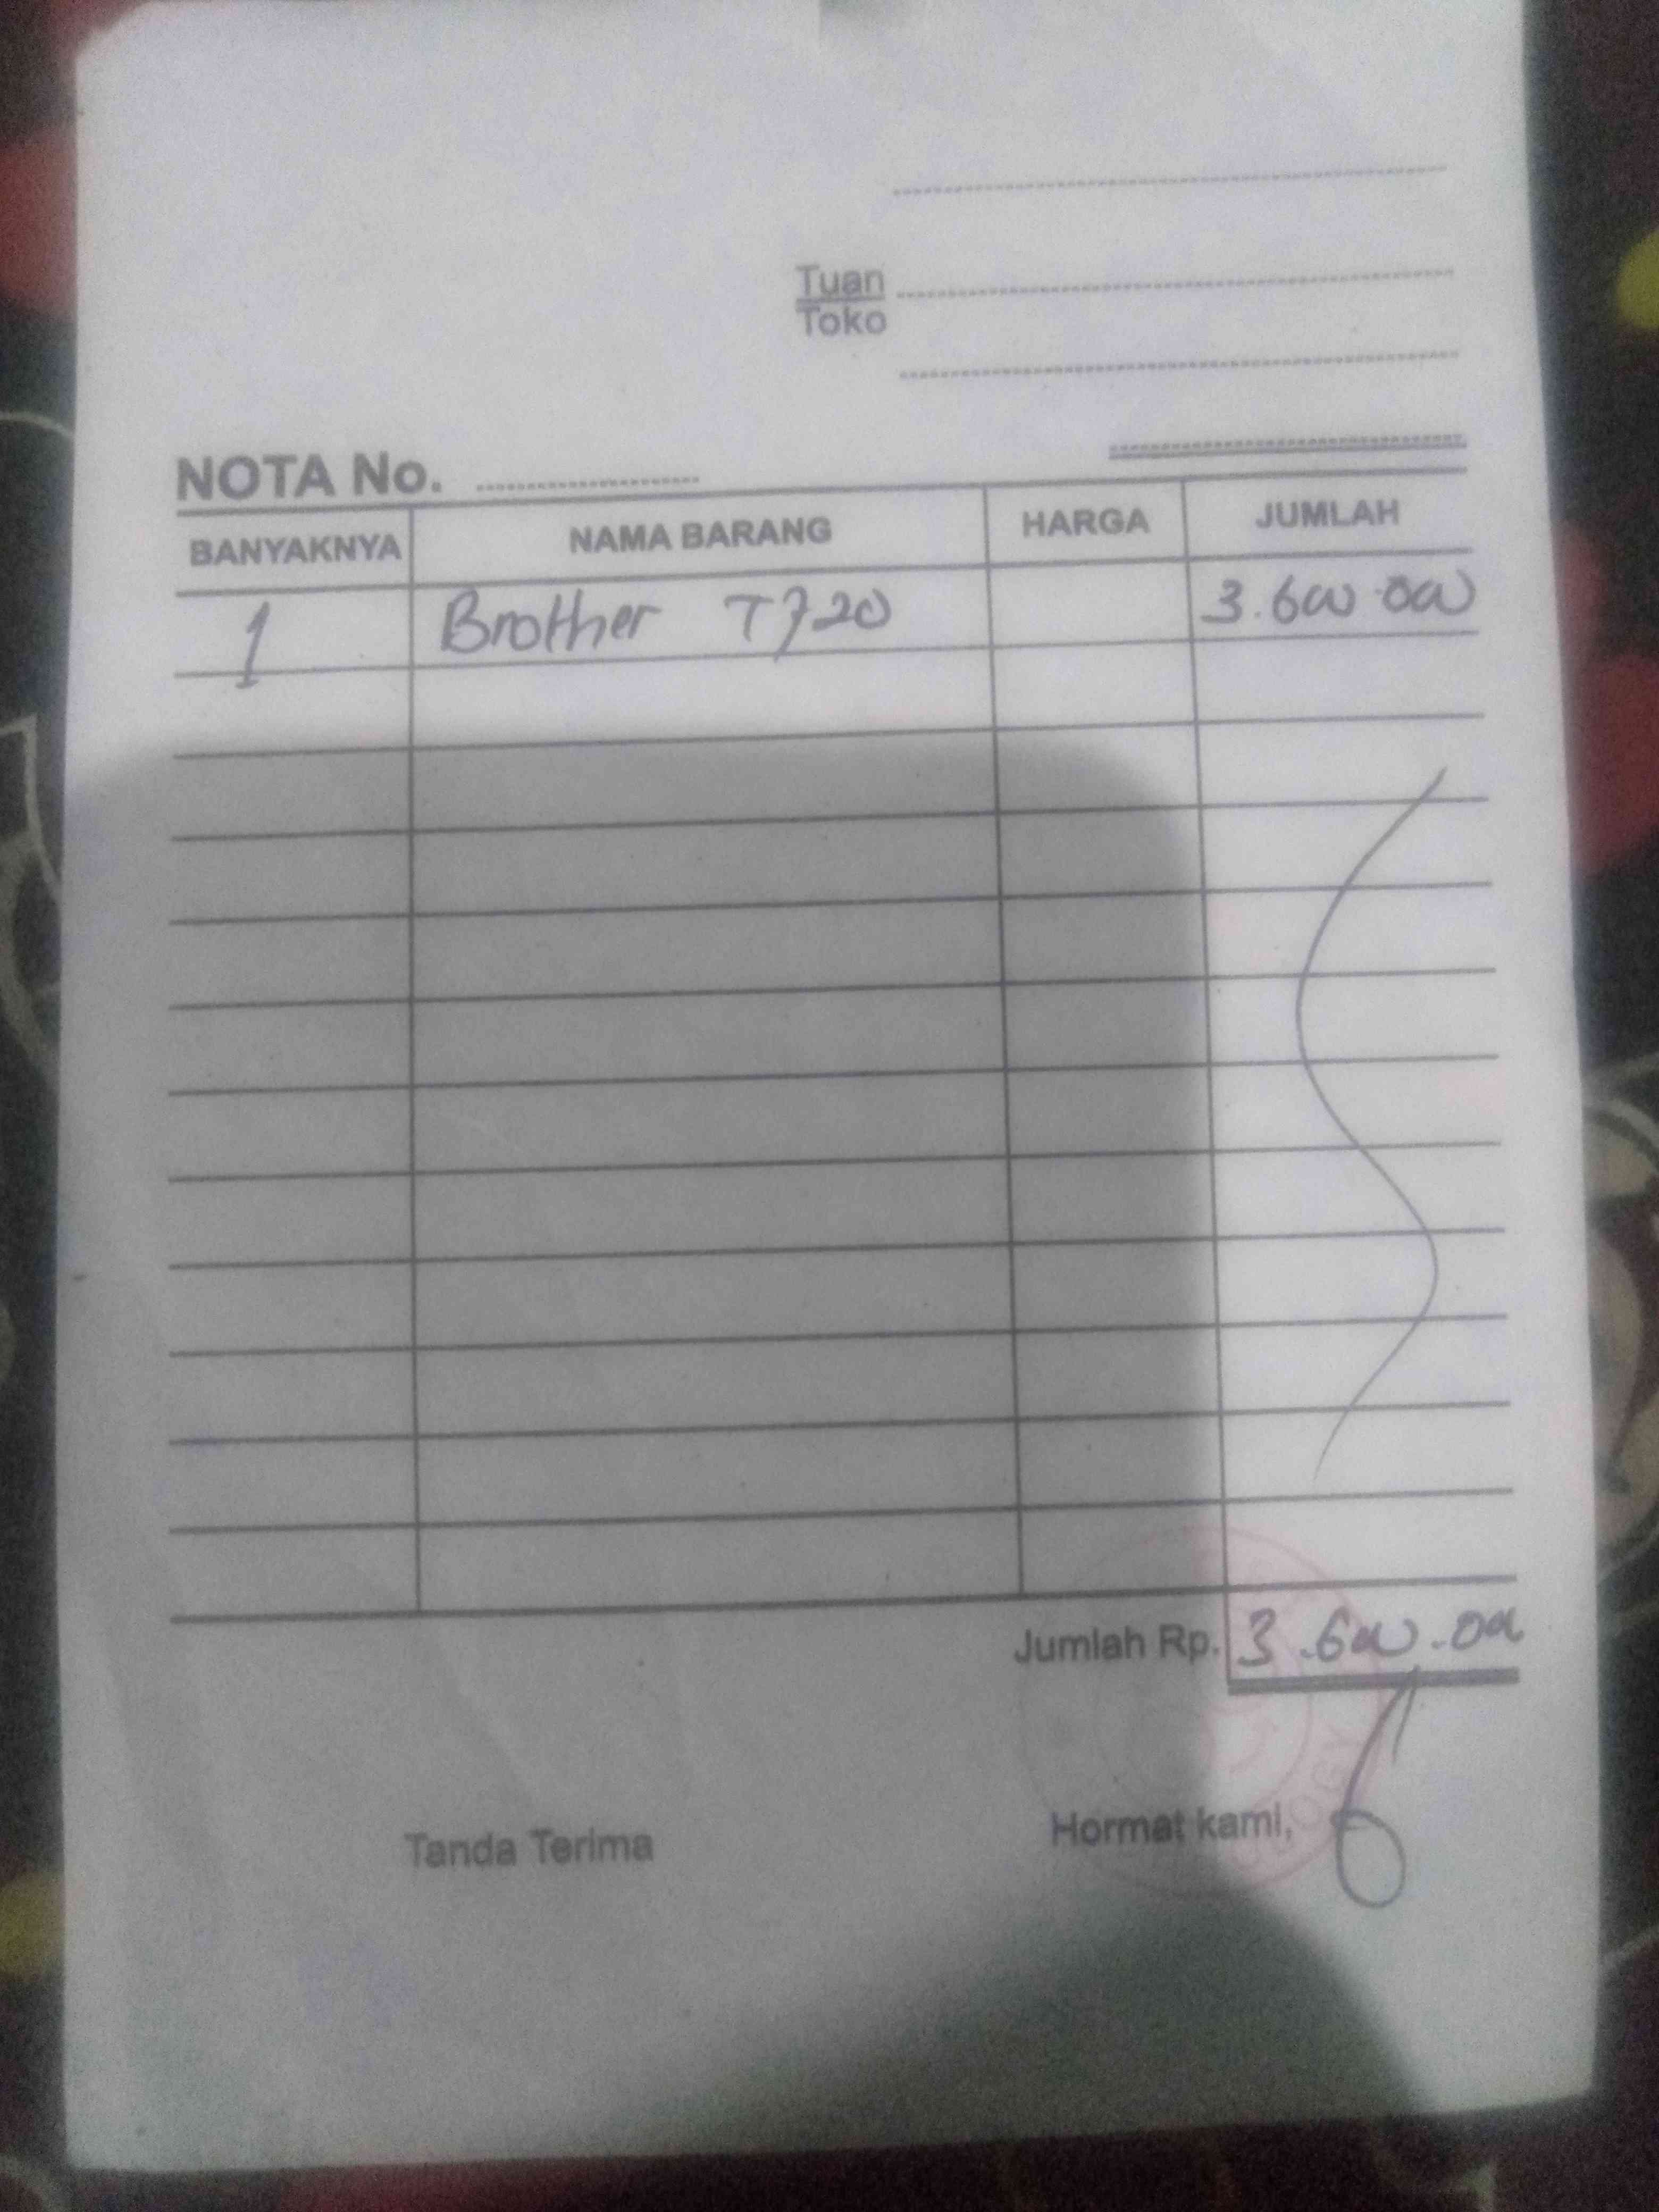 Tuan
Toko
NOTA No.
BANYAKNYA NAMA BARANG HARGA JUMLAH
1 Brother T720 3.600.000
Jumlah Rp. 3.600.000
Tanda Terima Hormat kami,